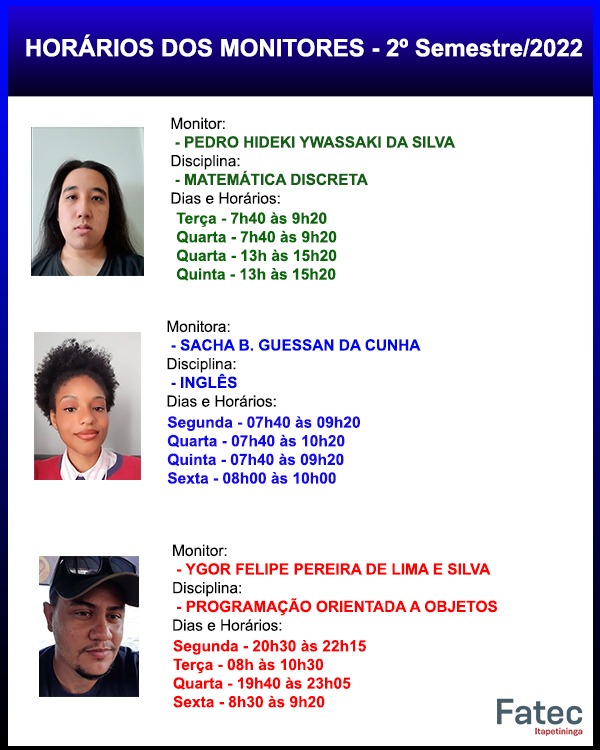 HORÁRIOS DOS MONITORES - 2º Semestre/2022
Monitor:
- PEDRO HIDEKI YWASSAKI DA SILVA
Disciplina:
- MATEMÁTICA DISCRETA
Dias e Horários:
Terça - 7h40 às 9h20
Quarta - 7h40 às 9h20
Quarta - 13h às 15h20
Quinta - 13h às 15h20
Monitora:
- SACHA B. GUESSAN DA CUNHA
Disciplina:
- INGLÊS
Dias e Horários:
Segunda - 07h40 às 09h20
Quarta - 07h40 às 10h20
Quinta - 07h40 às 09h20
Sexta - 08h00 às 10h00
Monitor:
- YGOR FELIPE PEREIRA DE LIMA E SILVA
Disciplina:
- PROGRAMAÇÃO ORIENTADA A OBJETOS
Dias e Horários:
Segunda - 20h30 às 22h15
Terça - 08h às 10h30
Quarta - 19h40 às 23h05
Sexta - 8h30 às 9h20
Fatec
Itapetininga